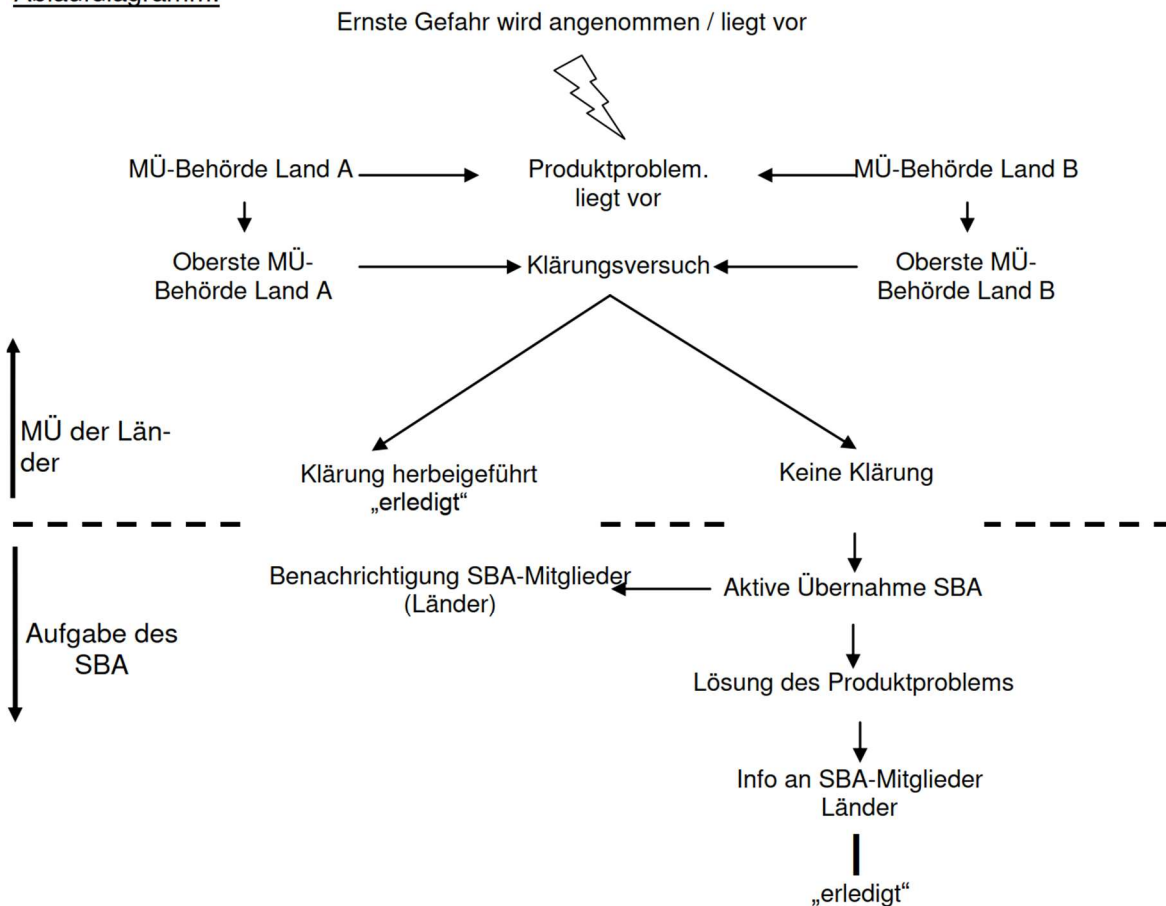 Ablaufdiagramm:
Ernste Gefahr wird angenommen / liegt vor
MÜ-Behörde Land A
Produktproblem.
liegt vor
MÜ-Behörde Land B
Oberste MÜ-
Behörde Land A
Klärungsversuch
Oberste MÜ-
Behörde Land B
MÜ der Län-
der
Klärung herbeigeführt
„erledigt“
Keine Klärung
Benachrichtigung SBA-Mitglieder
(Länder)
Aktive Übernahme SBA
Aufgabe des
SBA
Lösung des Produktproblems
Info an SBA-Mitglieder
Länder
„erledigt“